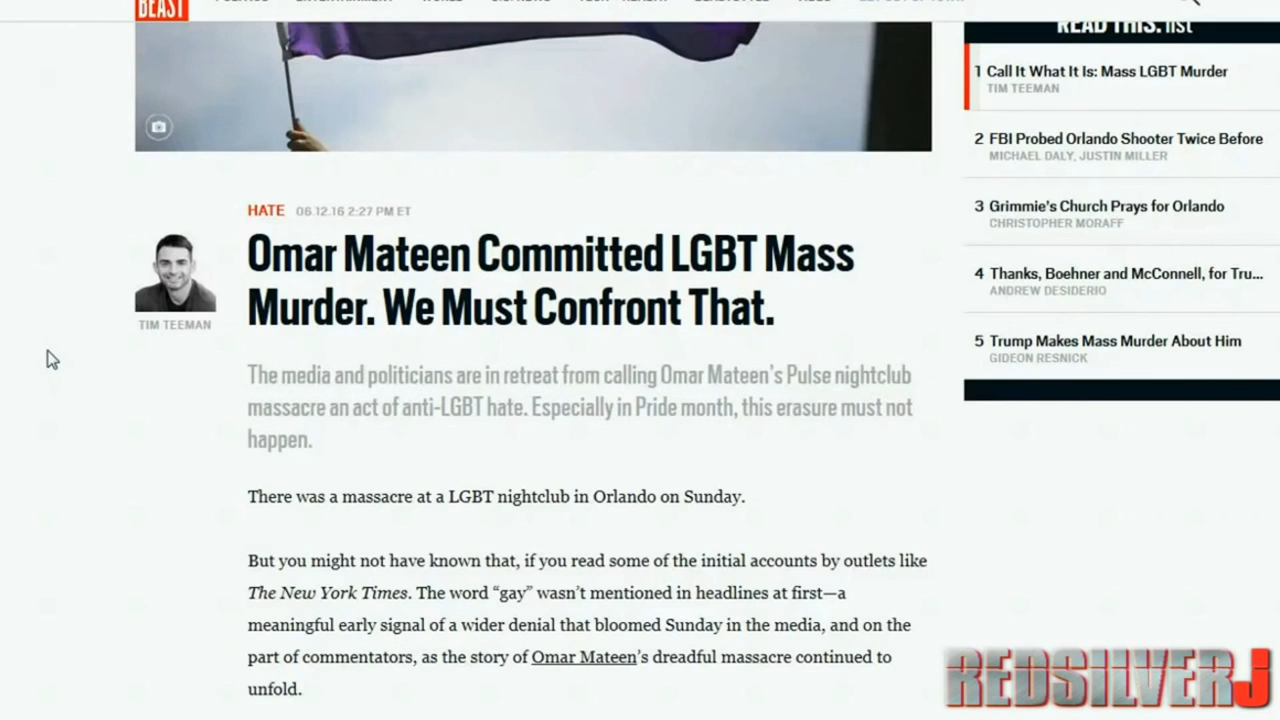 BEAST
READ THIS. list
1 Call It What It Is: Mass LGBT Murder
TIM TEEMAN
2 FBI Probed Orlando Shooter Twice Before
MICHAEL DALY, JUSTIN MILLER
3 Grimmie's Church Prays for Orlando
CHRISTOPHER MORAFF
4 Thanks, Boehner and McConnell, for Tru...
ANDREW DESIDERIO
5 Trump Makes Mass Murder About Him
GIDEON RESNICK
HATE 06.12.16 2:27 PM ET
Omar Mateen Committed LGBT Mass
Murder. We Must Confront That.
TIM TEEMAN
The media and politicians are in retreat from calling Omar Mateen's Pulse nightclub
massacre an act of anti-LGBT hate. Especially in Pride month, this erasure must not
happen.
There was a massacre at a LGBT nightclub in Orlando on Sunday.
But you might not have known that, if you read some of the initial accounts by outlets like
The New York Times. The word “gay” wasn't mentioned in headlines at first—a
meaningful early signal of a wider denial that bloomed Sunday in the media, and on the
part of commentators, as the story of Omar Mateen's dreadful massacre continued to
unfold.
REDSILVERJ